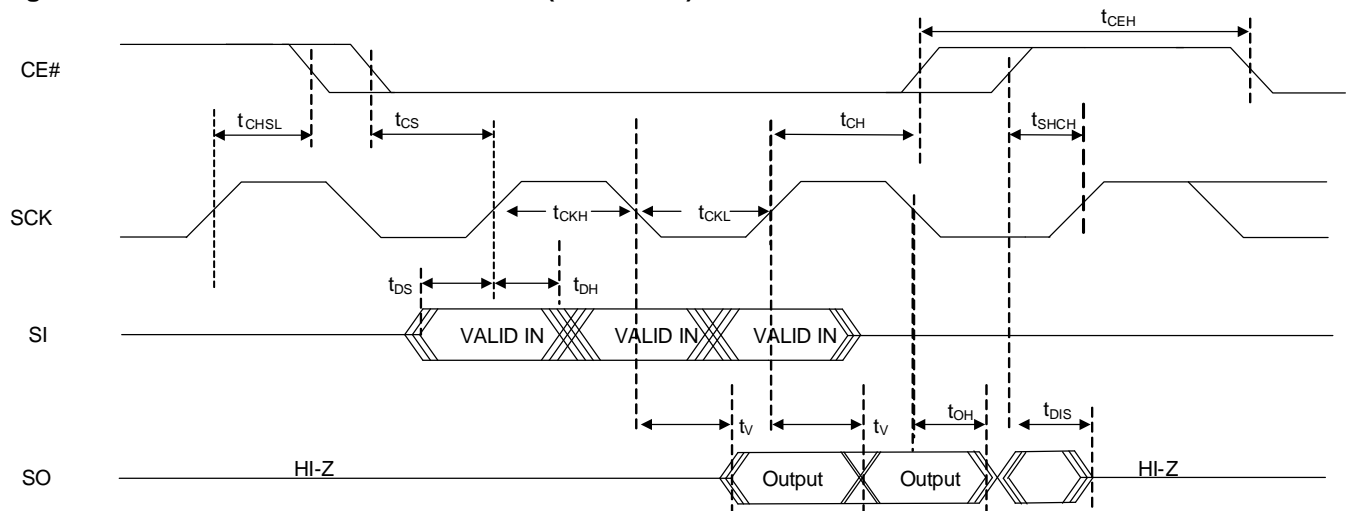 tCEH
CE#
tCHSL
tCS
tCH
tSHCH
SCK
tCKH
tCKL
tDS
tDH
SI
VALID IN
VALID IN
VALID IN
tV
tV
tOH
tDIS
SO
HI-Z
Output
Output
HI-Z